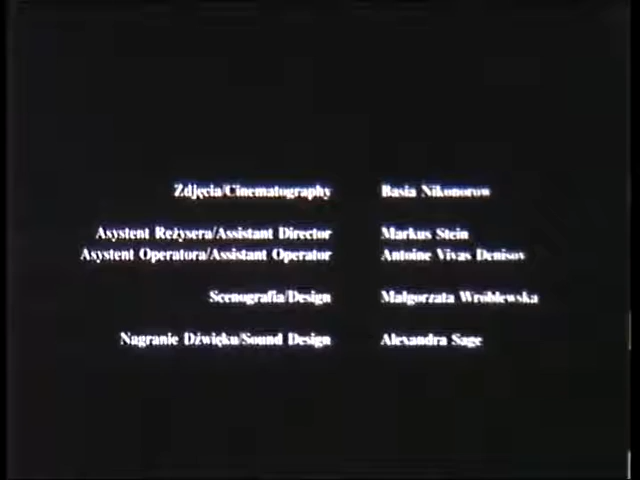 Zdjęcia/Cinematography Basia Nikonorow
Asystent Reżysera/Assistant Director Markus Stein
Asystent Operatora/Assistant Operator Antoine Vivas Denisov
Scenografia/Design Małgorzata Wróblewska
Nagranie Dźwięku/Sound Design Alexandra Sage